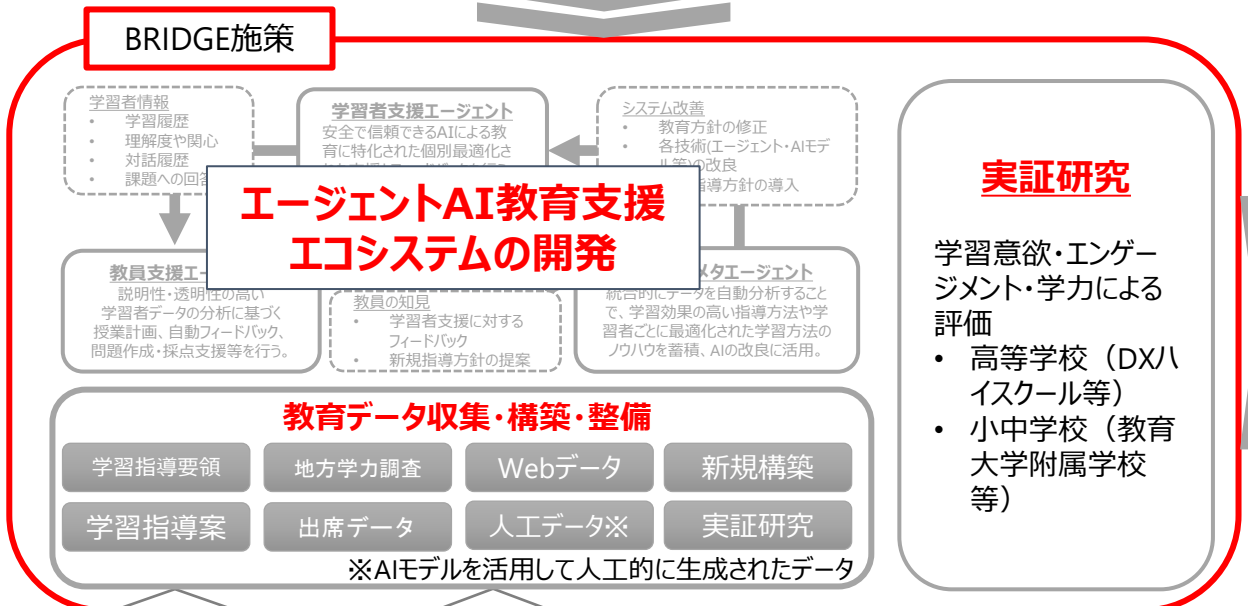 BRIDGE施策
学習者情報
• 学習履歴
• 理解度や関心
• 対話履歴
• 課題への回答
学習者支援エージェント
安全で信頼できるAIによる教
育に特化された個別最適化さ
システム改善
• 教育方針の修正
• 各技術(エージェント・AIモデ
ル等)の改良
指導方針の導入
エージェントAI教育支援
エコシステムの開発
教員支援エー
説明性・透明性の高い
学習者データの分析に基づく
授業計画、自動フィードバック、
問題作成・採点支援等を行う。
教員の知見
• 学習者支援に対する
フィードバック
• 新規指導方針の提案
メタエージェント
統合的にデータを自動分析すること
で、学習効果の高い指導方法や学
習者ごとに最適化された学習方法の
ノウハウを蓄積、AIの改良に活用。
教育データ収集・構築・整備
学習指導要領
地方学力調査
Webデータ
新規構築
学習指導案
出席データ
人工データ※
実証研究
※AIモデルを活用して人工的に生成されたデータ
実証研究
学習意欲・エンゲー
ジメント・学力による
評価
• 高等学校（DXハ
イスクール等）
• 小中学校（教育
大学附属学校
等）